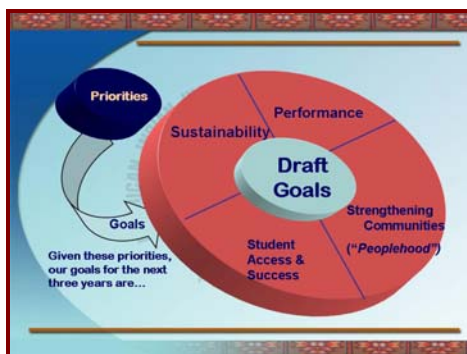 Priorities
Performance
Sustainability
Draft
Goals
Goals
Strengthening
Communities
("Peoplehood")
Student
Access &
Success
Given these priorities,
our goals for the next
three years are...